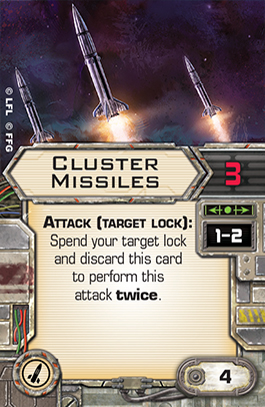 © LFL © FFG
CLUSTER
MISSILES
3
ATTACK (TARGET LOCK):
Spend your target lock
and discard this card
to perform this
attack twice.
1-2
4